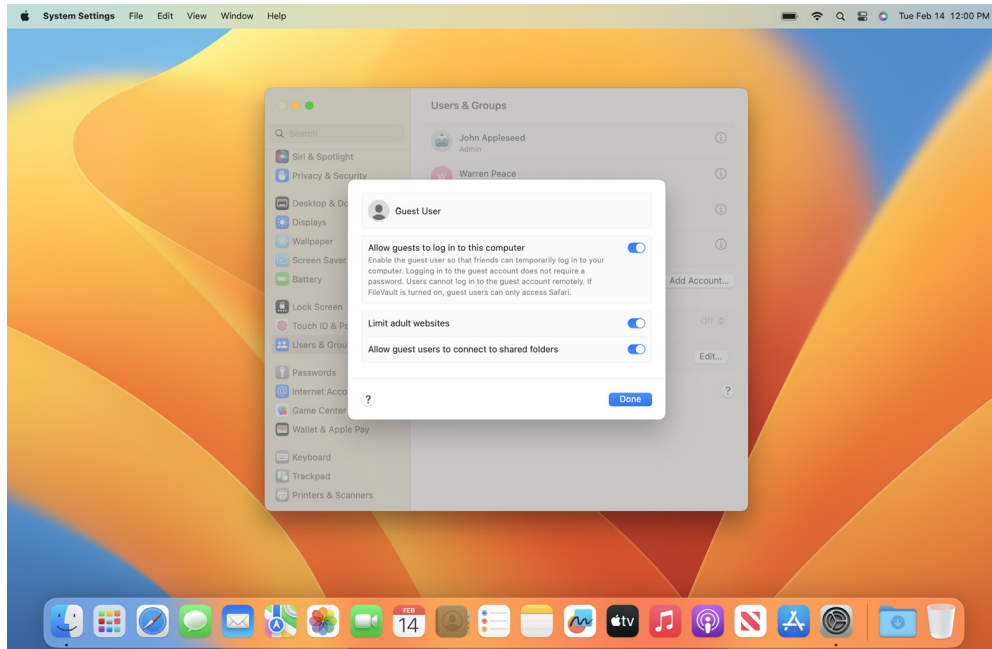 System Settings File Edit View Window Help
Tue Feb 14 12:00 PM
Users & Groups
Search
John Appleseed
Admin
Siri & Spotlight
Warren Peace
Privacy & Security
W
Desktop & Do
Displays
Wallpaper
Screen Saver
Battery
Lock Screen
Touch ID & Pa
Users & Grou
Passwords
Internet Acco
Game Center
Wallet & Apple Pay
Keyboard
Trackpad
Printers & Scanners
Guest User
Allow guests to log in to this computer
Enable the guest user so that friends can temporarily log in to your
computer. Logging in to the guest account does not require a
password. Users cannot log in to the guest account remotely. If
FileVault is turned on, guest users can only access Safari.
Limit adult websites
Allow guest users to connect to shared folders
?
Done
Add Account...
Off
Edit...
?
FEB
14
tv